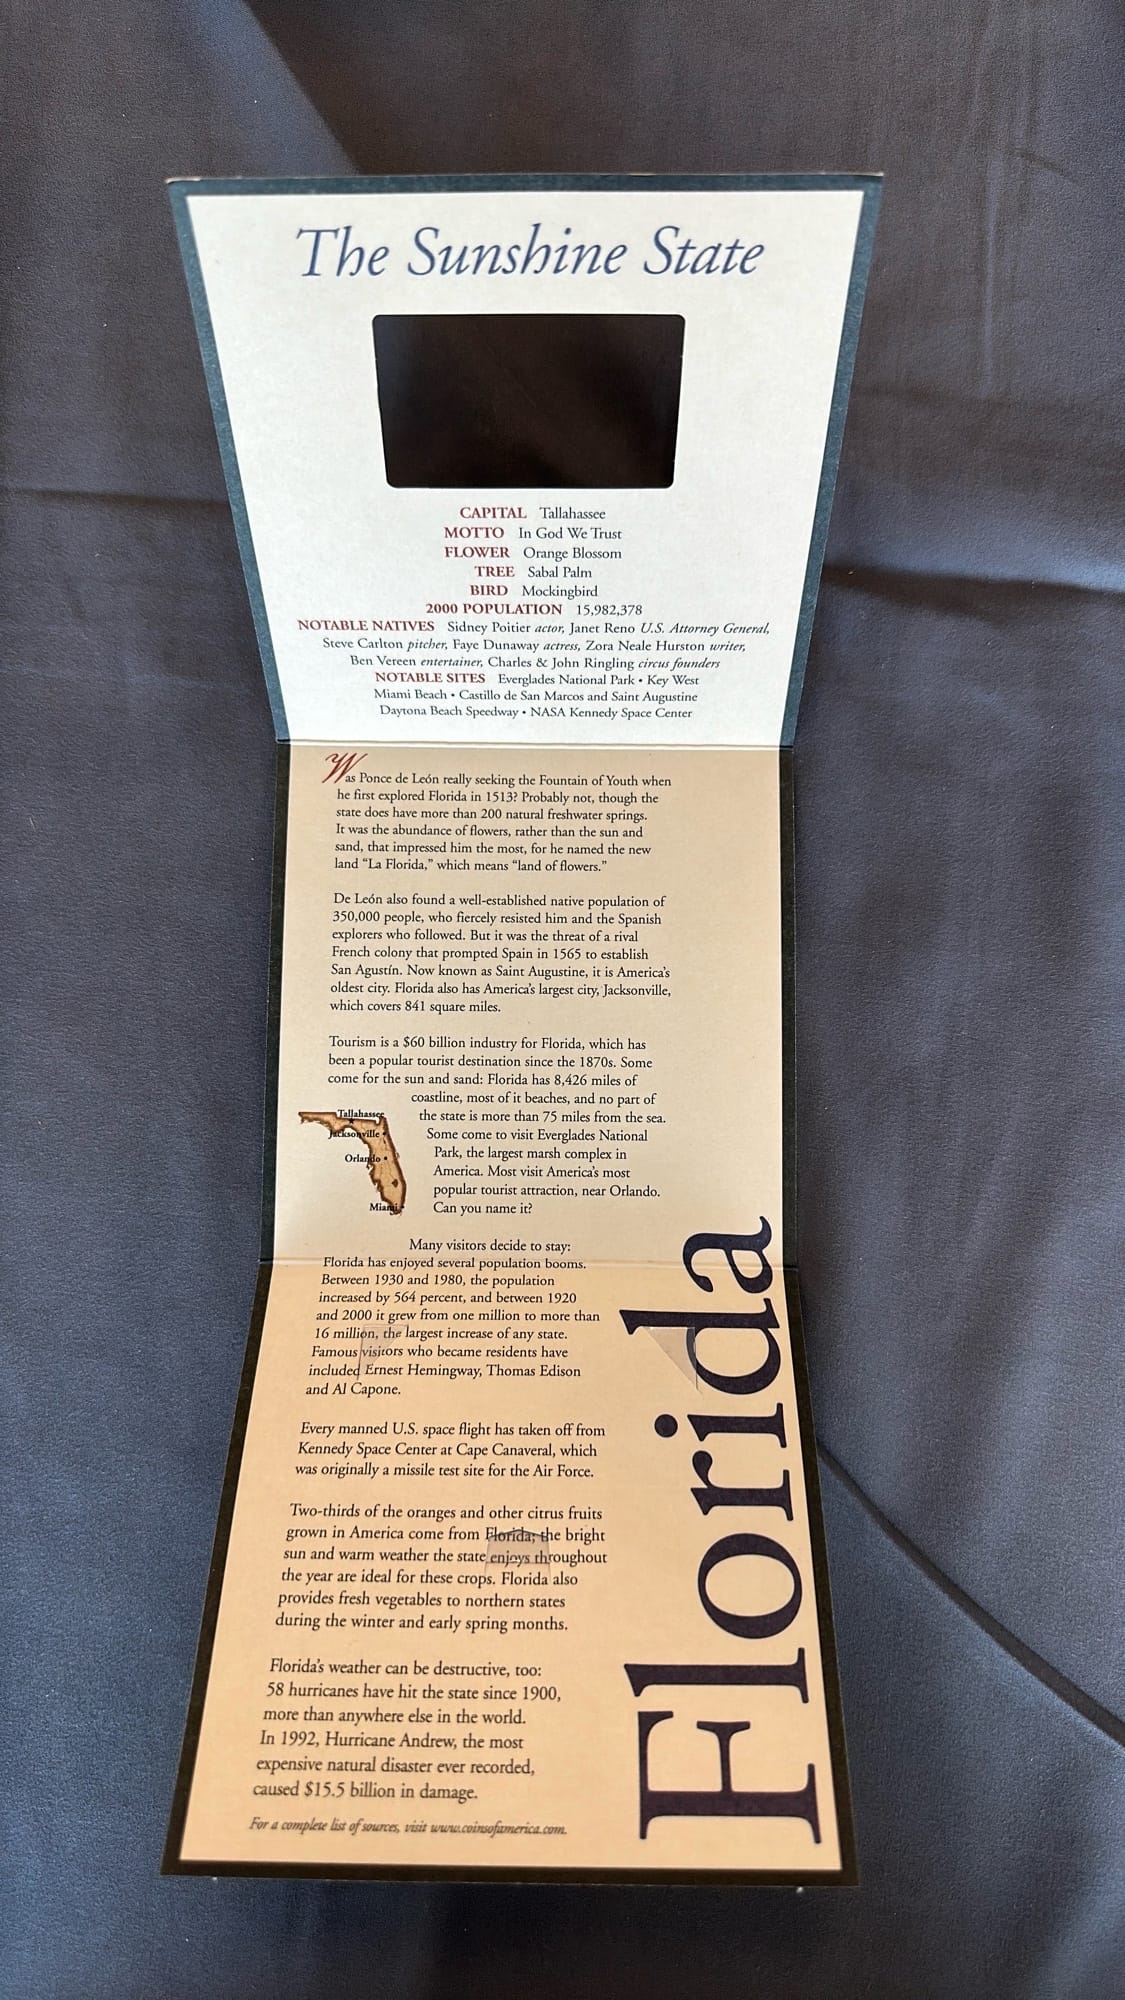 The Sunshine State
CAPITAL Tallahassee
MOTTO In God We Trust
FLOWER Orange Blossom
TREE Sabal Palm
BIRD Mockingbird
2000 POPULATION 15,982,378
NOTABLE NATIVES Sidney Poitier actor, Janet Reno U.S. Attorney General,
Steve Carlton pitcher, Faye Dunaway actress, Zora Neale Hurston writer,
Ben Vereen entertainer, Charles & John Ringling circus founders
NOTABLE SITES Everglades National Park • Key West
Miami Beach • Castillo de San Marcos and Saint Augustine
Daytona Beach Speedway • NASA Kennedy Space Center
Was Ponce de León really seeking the Fountain of Youth when
he first explored Florida in 1513? Probably not, though the
state does have more than 200 natural freshwater springs.
It was the abundance of flowers, rather than the sun and
sand, that impressed him the most, for he named the new
land “La Florida,” which means “land of flowers.”
De León also found a well-established native population of
350,000 people, who fiercely resisted him and the Spanish
explorers who followed. But it was the threat of a rival
French colony that prompted Spain in 1565 to establish
San Agustín. Now known as Saint Augustine, it is America's
oldest city. Florida also has America's largest city, Jacksonville,
which covers 841 square miles.
Tourism is a $60 billion industry for Florida, which has
been a popular tourist destination since the 1870s. Some
come for the sun and sand: Florida has 8,426 miles of
coastline, most of it beaches, and no part of
the state is more than 75 miles from the sea.
Some come to visit Everglades National
Park, the largest marsh complex in
America. Most visit America's most
popular tourist attraction, near Orlando.
Can you name it?
Tallahassee
Jacksonville
Orlando
Miami
Many visitors decide to stay:
Florida has enjoyed several population booms.
Between 1930 and 1980, the population
increased by 564 percent, and between 1920
and 2000 it grew from one million to more than
16 million, the largest increase of any state.
Famous visitors who became residents have
included Ernest Hemingway, Thomas Edison
and Al Capone.
Every manned U.S. space flight has taken off from
Kennedy Space Center at Cape Canaveral, which
was originally a missile test site for the Air Force.
Two-thirds of the oranges and other citrus fruits
grown in America come from Florida; the bright
sun and warm weather the state enjoys throughout
the year are ideal for these crops. Florida also
provides fresh vegetables to northern states
during the winter and early spring months.
Florida's weather can be destructive, too:
58 hurricanes have hit the state since 1900,
more than anywhere else in the world.
In 1992, Hurricane Andrew, the most
expensive natural disaster ever recorded,
caused $15.5 billion in damage.
For a complete list of sources, visit www.coinsofamerica.com.
Florida